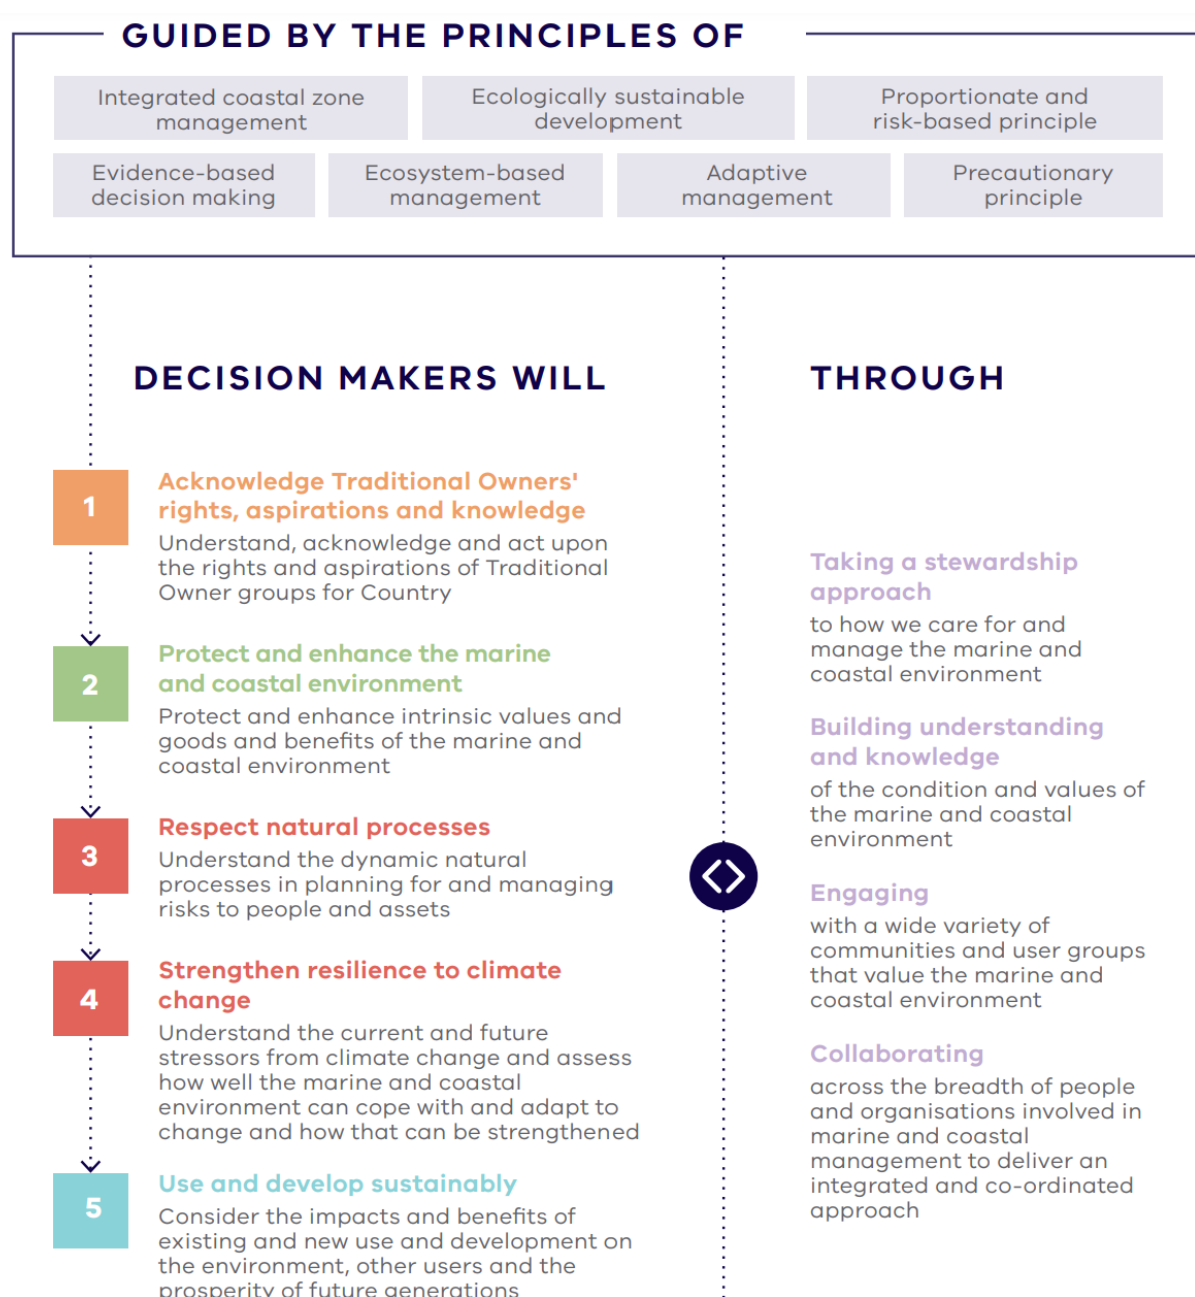 GUIDED BY THE PRINCIPLES OF
Integrated coastal zone
management
Ecologically sustainable
development
Proportionate and
risk-based principle
Evidence-based
decision making
Ecosystem-based
management
Adaptive
management
Precautionary
principle
DECISION MAKERS WILL
1
Acknowledge Traditional Owners'
rights, aspirations and knowledge
Understand, acknowledge and act upon
the rights and aspirations of Traditional
Owner groups for Country
2
Protect and enhance the marine
and coastal environment
Protect and enhance intrinsic values and
goods and benefits of the marine and
coastal environment
3
Respect natural processes
Understand the dynamic natural
processes in planning for and managing
risks to people and assets
4
Strengthen resilience to climate
change
Understand the current and future
stressors from climate change and assess
how well the marine and coastal
environment can cope with and adapt to
change and how that can be strengthened
5
Use and develop sustainably
Consider the impacts and benefits of
existing and new use and development on
the environment, other users and the
prosperity of future generations
THROUGH
Taking a stewardship
approach
to how we care for and
manage the marine and
coastal environment
Building understanding
and knowledge
of the condition and values of
the marine and coastal
environment
Engaging
with a wide variety of
communities and user groups
that value the marine and
coastal environment
Collaborating
across the breadth of people
and organisations involved in
marine and coastal
management to deliver an
integrated and co-ordinated
approach